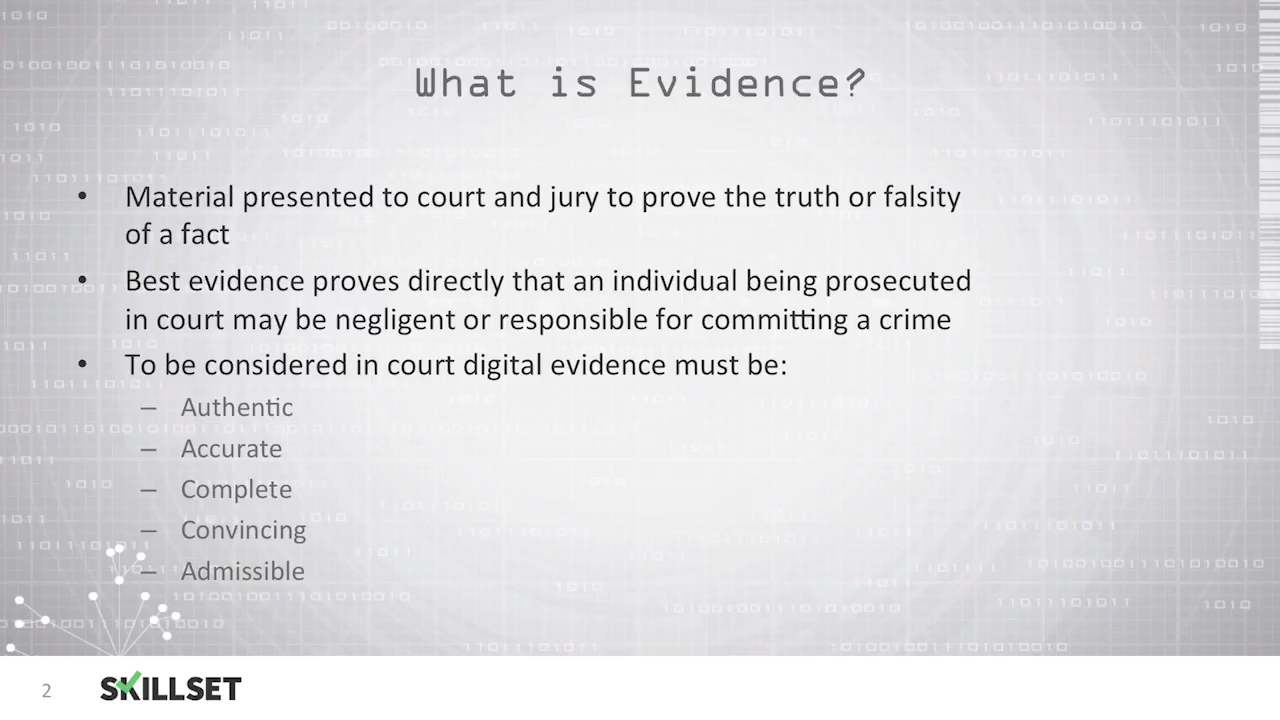 What is Evidence?
• Material presented to court and jury to prove the truth or falsity
of a fact
• Best evidence proves directly that an individual being prosecuted
in court may be negligent or responsible for committing a crime
• To be considered in court digital evidence must be:
– Authentic
– Accurate
– Complete
– Convincing
– Admissible
2
SKILLSET